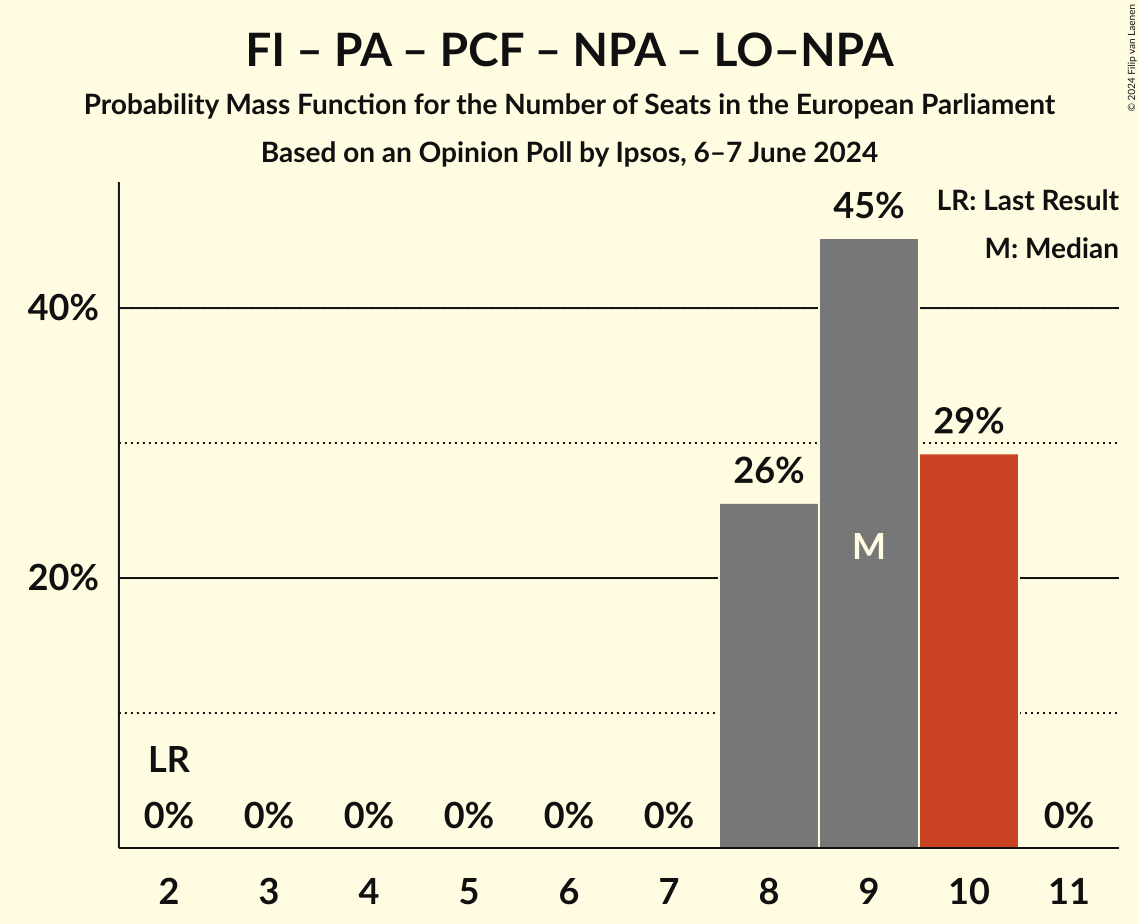 FI – PA – PCF – NPA – LO–NPA
Probability Mass Function for the Number of Seats in the European Parliament
Based on an Opinion Poll by Ipsos, 6–7 June 2024
© 2024 Filip van Laenen
LR: Last Result
M: Median
45%
40%
29%
26%
M
20%
LR
0% 0% 0% 0% 0% 0% 0%
2 3 4 5 6 7 8 9 10 11